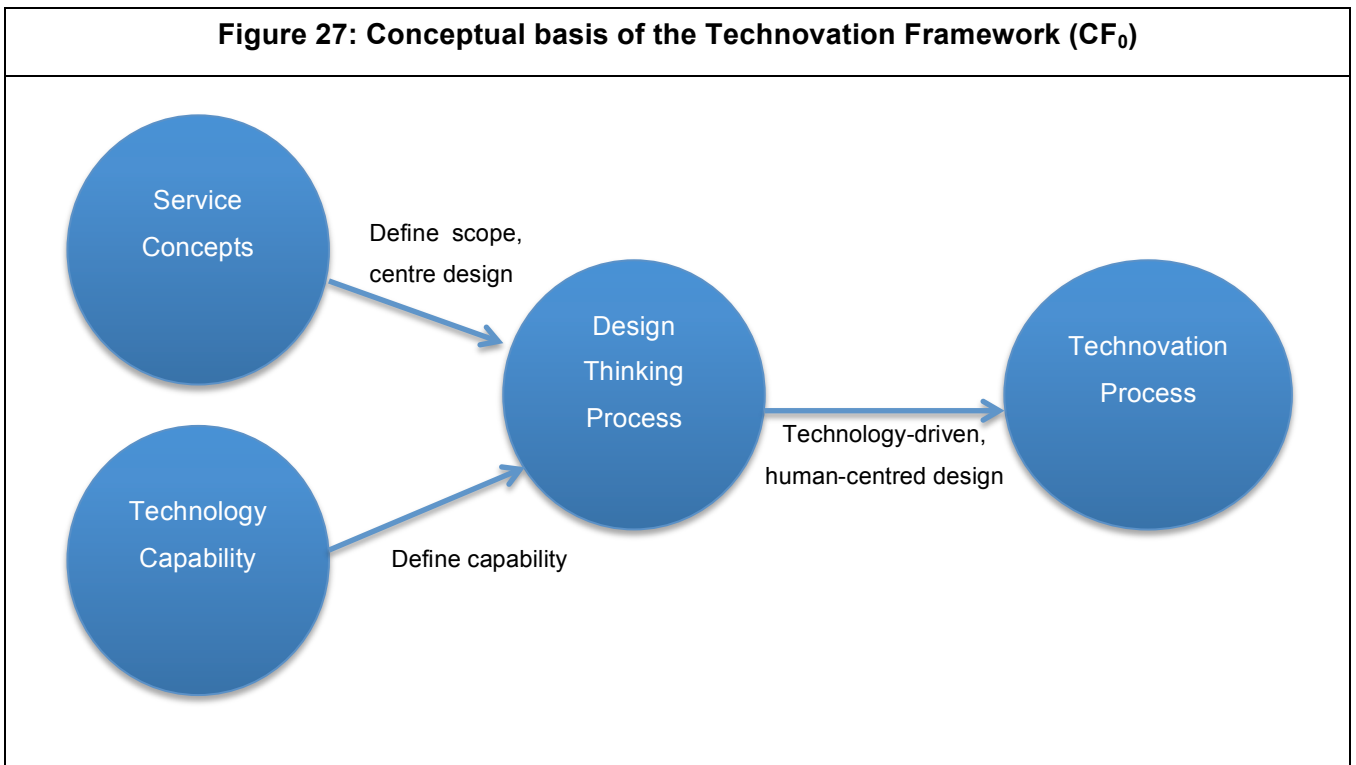 Figure 27: Conceptual basis of the Technovation Framework (CF₀)
Service
Concepts
Define scope,
centre design
Design
Thinking
Process
Technovation
Process
Technology-driven,
human-centred design
Technology
Capability
Define capability